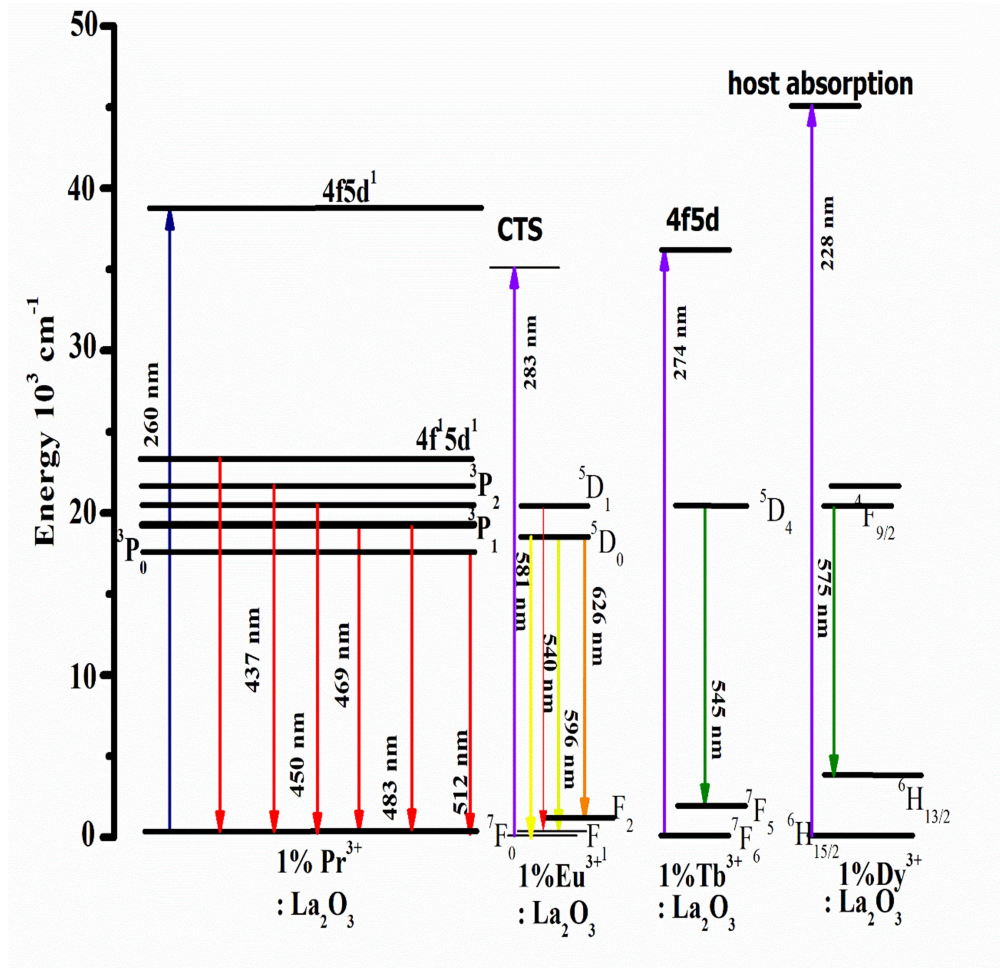 Energy 10³ cm⁻¹
50
40
30
20
10
0
4f5d¹
260 nm
4f¹5d¹
³P₂
³P₁
³P₀
437 nm
450 nm
469 nm
483 nm
512 nm
1% Pr³⁺
: La₂O₃
CTS
283 nm
⁵D₁
⁵D₀
581 nm
540 nm
596 nm
626 nm
F₂
⁷F₀
F₁
1%Eu³⁺
: La₂O₃
4f5d
274 nm
⁵D₄
545 nm
⁷F₅
⁷F₆
1%Tb³⁺
: La₂O₃
host absorption
228 nm
⁴F₉/₂
575 nm
⁶H₁₃/₂
⁶H₁₅/₂
1%Dy³⁺
: La₂O₃